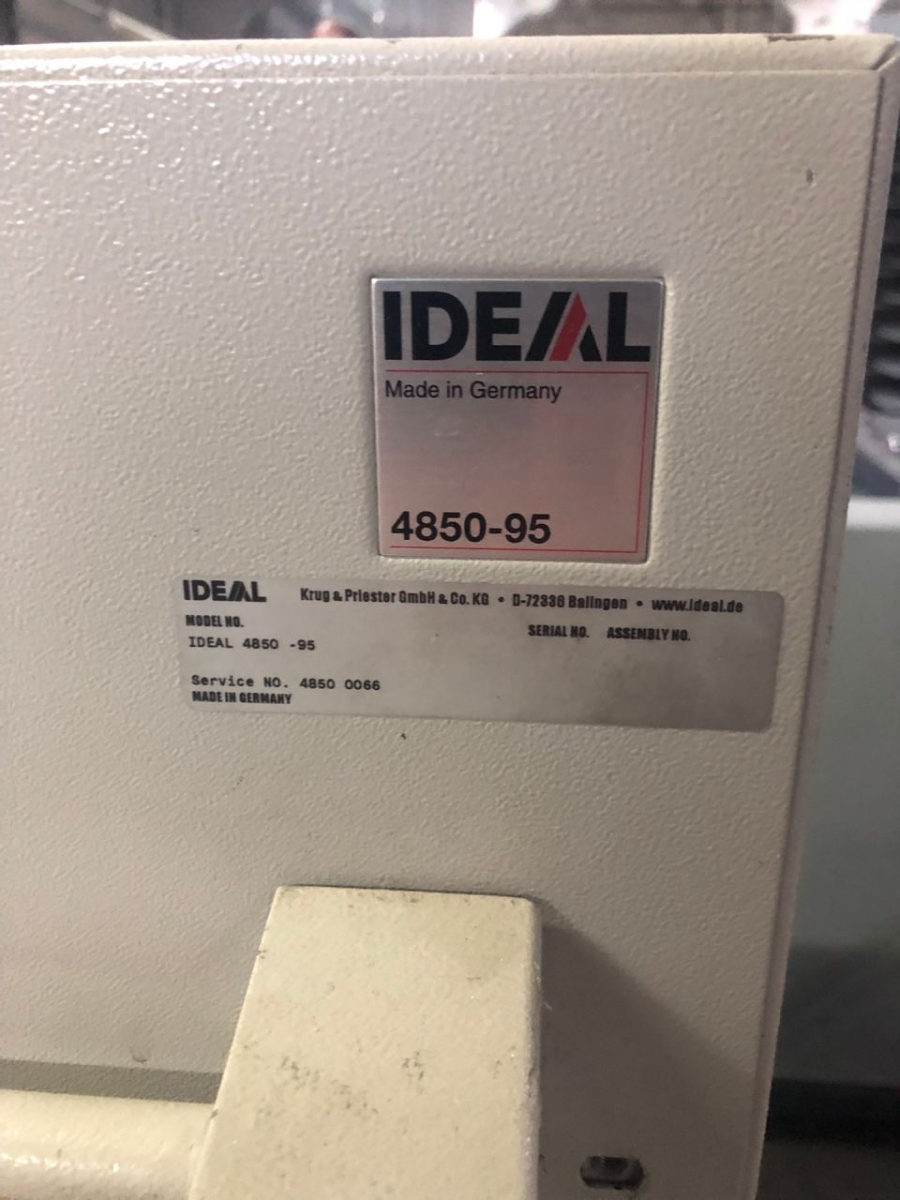 IDEAL
Made in Germany
4850-95
IDEAL Krug & Priester GmbH & Co. KG • D-72336 Balingen • www.ideal.de
MODEL NO. SERIAL NO. ASSEMBLY NO.
IDEAL 4850 -95
Service NO. 4850 0066
MADE IN GERMANY